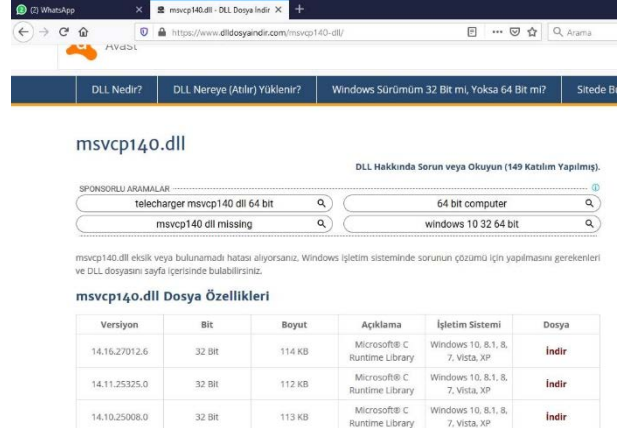 (2) WhatsApp
msvcp140.dll - DLL Dosya İndir
https://www.dlldosyaindir.com/msvcp140-dll/
Arama
Avast
DLL Nedir?
DLL Nereye (Atılır) Yüklenir?
Windows Sürümüm 32 Bit mi, Yoksa 64 Bit mi?
Sitede Bu
msvcp140.dll
DLL Hakkında Sorun veya Okuyun (149 Katılım Yapılmış).
SPONSORLU ARAMALAR
telecharger msvcp140 dll 64 bit
64 bit computer
msvcp140 dll missing
windows 10 32 64 bit
msvcp140.dll eksik veya bulunamadı hatası alıyorsanız, Windows işletim sisteminde sorunun çözümü için yapılmasını gerekenleri
ve DLL dosyasını sayfa içerisinde bulabilirsiniz.
msvcp140.dll Dosya Özellikleri
Versiyon Bit Boyut Açıklama İşletim Sistemi Dosya
14.16.27012.6 32 Bit 114 KB Microsoft® C Runtime Library Windows 10, 8.1, 8, 7, Vista, XP İndir
14.11.25325.0 32 Bit 112 KB Microsoft® C Runtime Library Windows 10, 8.1, 8, 7, Vista, XP İndir
14.10.25008.0 32 Bit 113 KB Microsoft® C Runtime Library Windows 10, 8.1, 8, 7, Vista, XP İndir